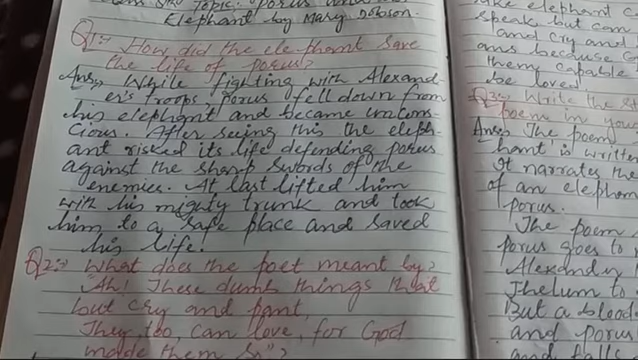 Topic: Porus and
Elephant by Mary Dobson.
Q1:- How did the elephant save
the life of porus?
Ans, While fighting with Alexand
er's troops, porus fell down from
his elephant and became uncons-
cious. After seeing this the eleph-
ant risked its life defending porus
against the sharp swords of the
enemies. At last lifted him
with his mighty trunk and took
him to a safe place and saved
his life.
Q2:- What does the poet meant by?
Ah! These dumb things that
but cry and pant,
They too can love, for God
made them So"?
elephant c
speak but can
and cry and
ans because G
them capable
be loved.
Q3:- Write the
poem in your
Ans: The poem
hant is written
It narrates the
of an elephan
porus.
The poem
porus goes to
Alexander
Jhelum to
But a blood
and porus
and falls